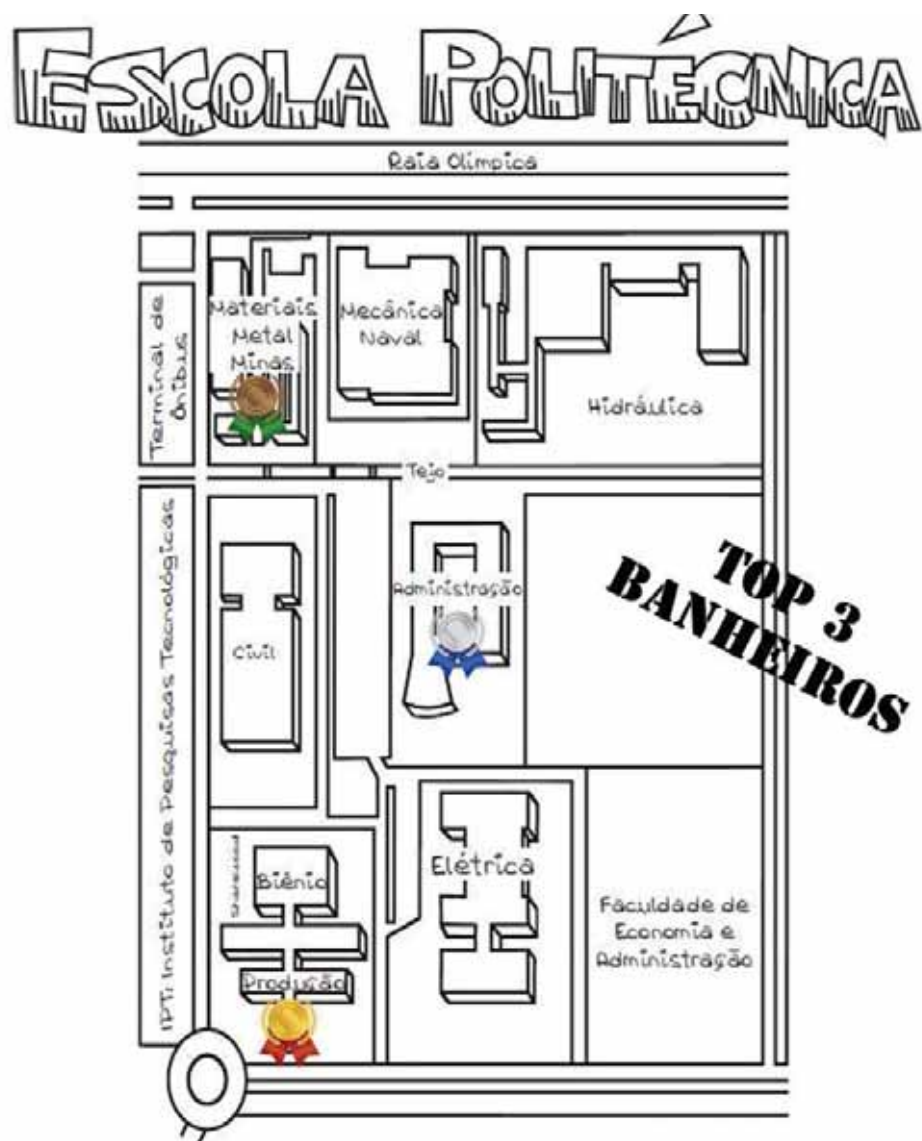 ESCOLA POLITÉCNICA
Raia Olímpica
Terminal de
Ônibus
Materiais
Metal
Minas
Mecânica
Naval
Hidráulica
Tejo
IPT: Instituto de Pesquisas Tecnológicas
Civil
Administração
TOP 3
BANHEIROS
Biênio
Produção
Elétrica
Faculdade de
Economia e
Administração